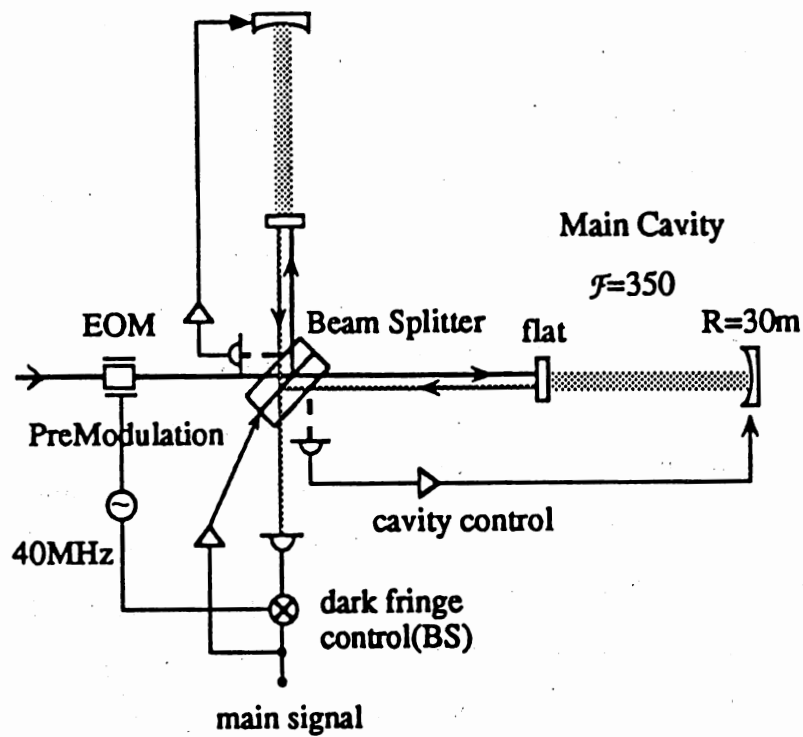 Main Cavity
ℱ=350
EOM
Beam Splitter
flat
R=30m
PreModulation
~
cavity control
40MHz
dark fringe
control(BS)
main signal